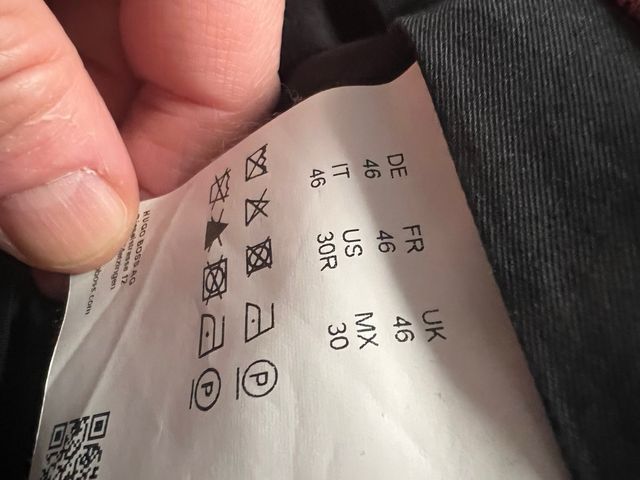 DE FR UK
46 46 46
IT US MX
46 30R 30
P
P
HUGO BOSS AG